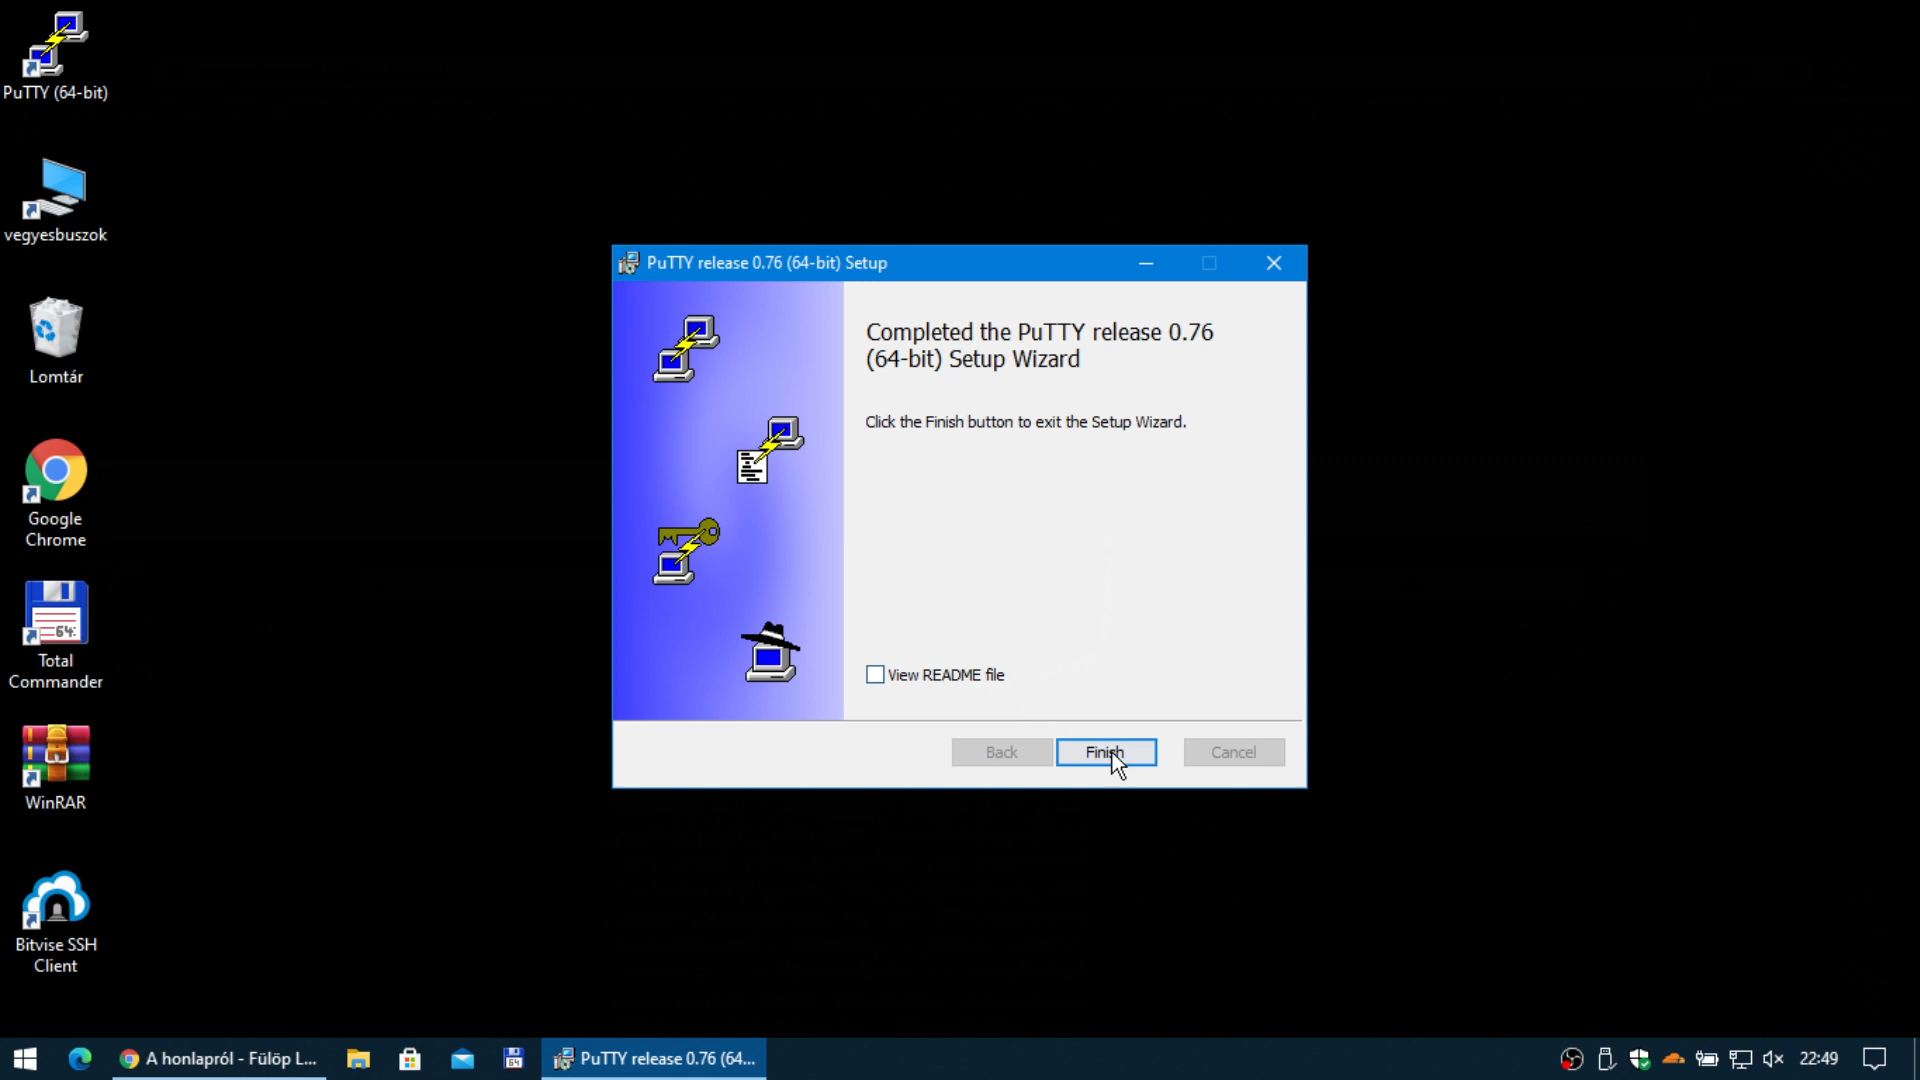 PuTTY (64-bit)
vegyesbuszok
Lomtár
Google
Chrome
64
Total
Commander
WinRAR
Bitvise SSH
Client
PuTTY release 0.76 (64-bit) Setup
Completed the PuTTY release 0.76
(64-bit) Setup Wizard
Click the Finish button to exit the Setup Wizard.
View README file
Back
Finish
Cancel
A honlapról - Fülöp L...
64
PuTTY release 0.76 (64...
22:49